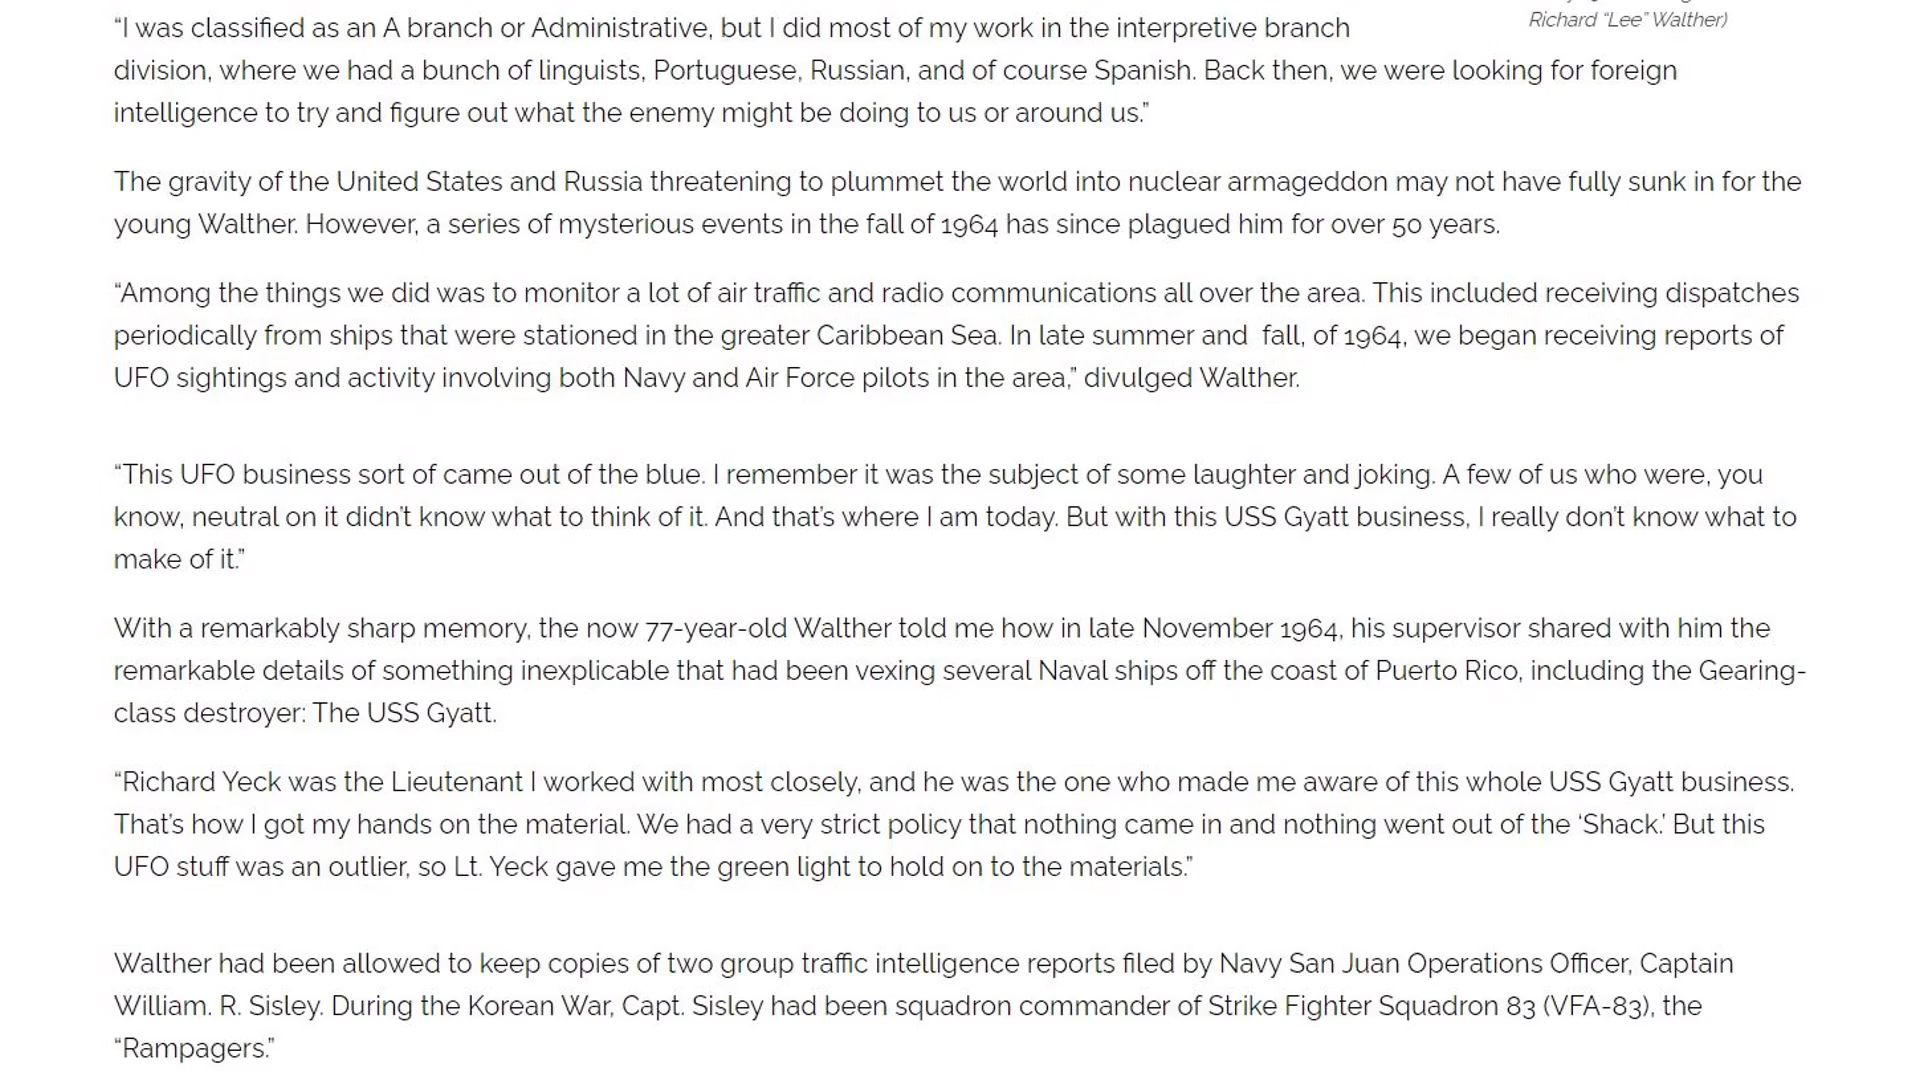 Richard “Lee” Walther)
“I was classified as an A branch or Administrative, but I did most of my work in the interpretive branch
division, where we had a bunch of linguists, Portuguese, Russian, and of course Spanish. Back then, we were looking for foreign
intelligence to try and figure out what the enemy might be doing to us or around us.”
The gravity of the United States and Russia threatening to plummet the world into nuclear armageddon may not have fully sunk in for the
young Walther. However, a series of mysterious events in the fall of 1964 has since plagued him for over 50 years.
“Among the things we did was to monitor a lot of air traffic and radio communications all over the area. This included receiving dispatches
periodically from ships that were stationed in the greater Caribbean Sea. In late summer and  fall, of 1964, we began receiving reports of
UFO sightings and activity involving both Navy and Air Force pilots in the area,” divulged Walther.
“This UFO business sort of came out of the blue. I remember it was the subject of some laughter and joking. A few of us who were, you
know, neutral on it didn’t know what to think of it. And that’s where I am today. But with this USS Gyatt business, I really don’t know what to
make of it.”
With a remarkably sharp memory, the now 77-year-old Walther told me how in late November 1964, his supervisor shared with him the
remarkable details of something inexplicable that had been vexing several Naval ships off the coast of Puerto Rico, including the Gearing-
class destroyer: The USS Gyatt.
“Richard Yeck was the Lieutenant I worked with most closely, and he was the one who made me aware of this whole USS Gyatt business.
That’s how I got my hands on the material. We had a very strict policy that nothing came in and nothing went out of the ‘Shack.’ But this
UFO stuff was an outlier, so Lt. Yeck gave me the green light to hold on to the materials.”
Walther had been allowed to keep copies of two group traffic intelligence reports filed by Navy San Juan Operations Officer, Captain
William. R. Sisley. During the Korean War, Capt. Sisley had been squadron commander of Strike Fighter Squadron 83 (VFA-83), the
“Rampagers.”